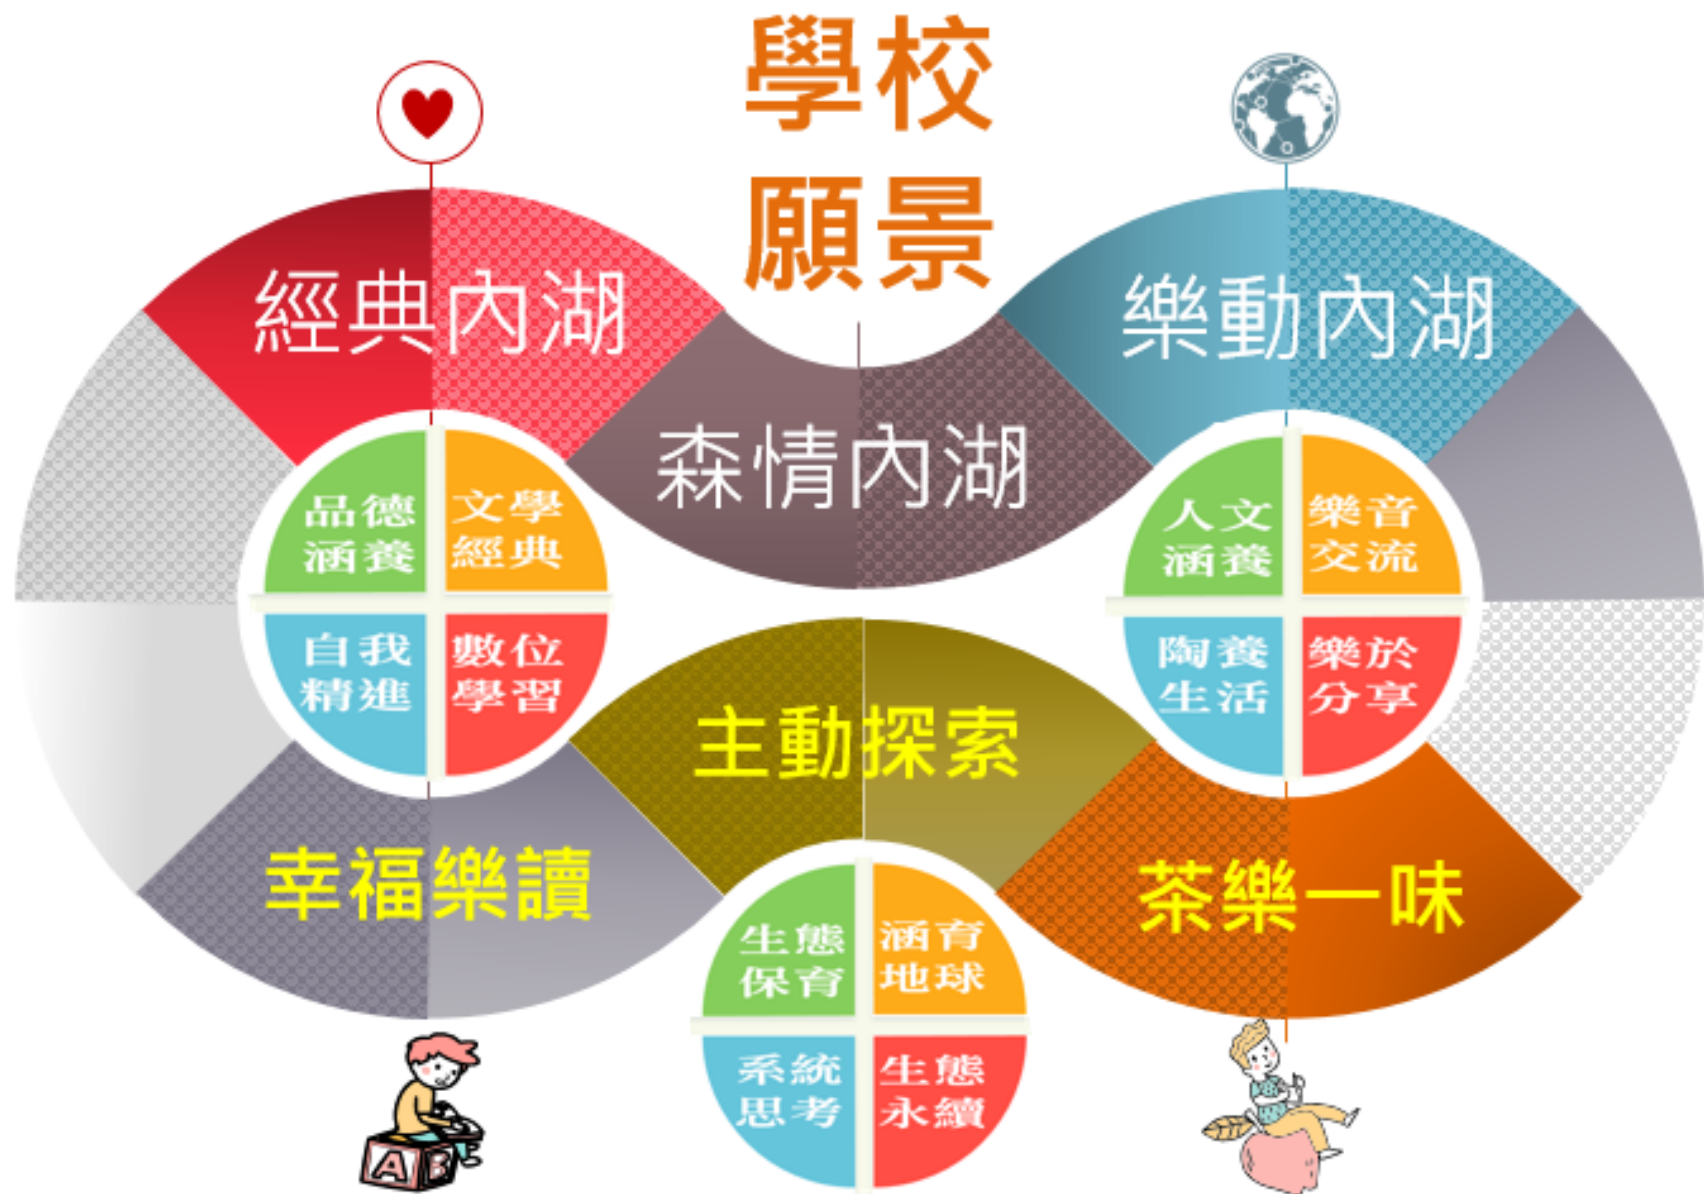 學校
願景
經典內湖
樂動內湖
森情內湖
品德
涵養
文學
經典
自我
精進
數位
學習
人文
涵養
樂音
交流
陶養
生活
樂於
分享
主動探索
幸福樂讀
茶樂一味
生態
保育
涵育
地球
系統
思考
生態
永續
A B